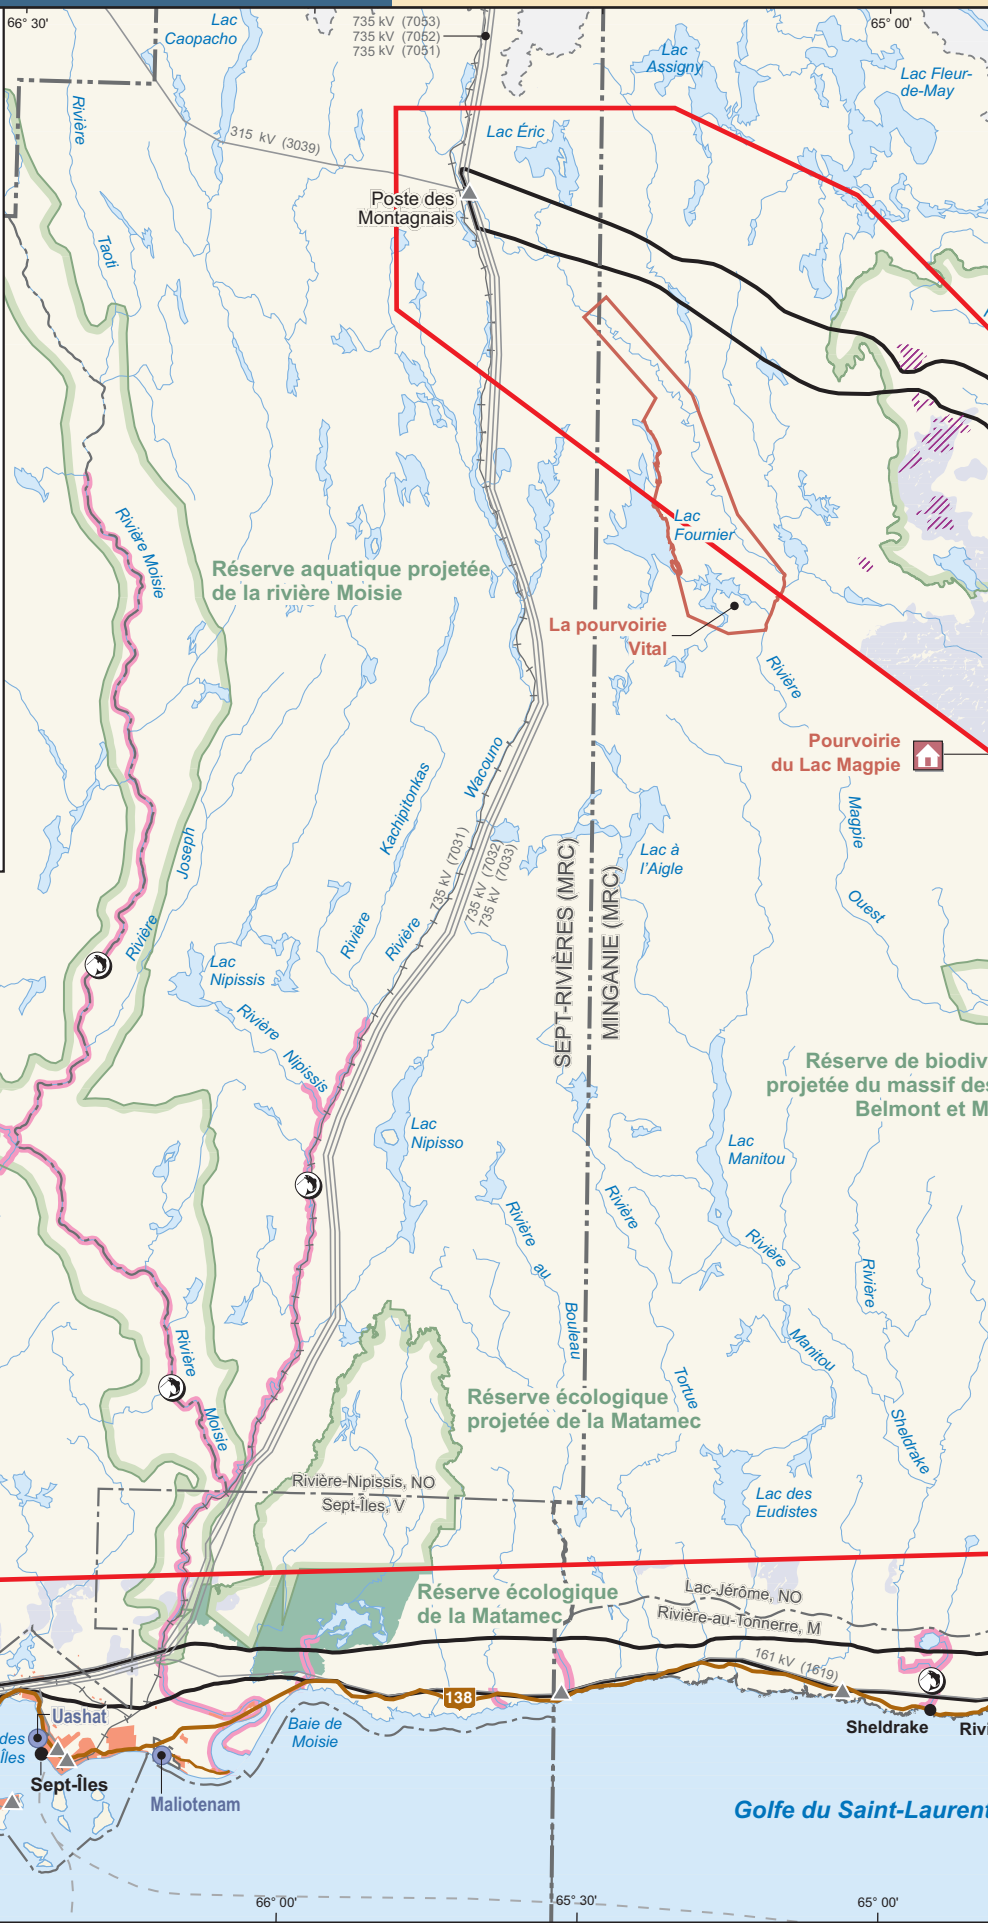 66° 30'
Lac
Caopacho
735 kV (7053)
735 kV (7052)
735 kV (7051)
65° 00'
Lac
Assigny
Lac Fleur-
de-May
Rivière
315 kV (3039)
Lac Éric
Poste des
Montagnais
Taoti
Rivière Moisie
Lac
Fournier
Réserve aquatique projetée
de la rivière Moisie
La pourvoirie
Vital
Rivière
Pourvoirie
du Lac Magpie
Wacouno
Kachipitonkas
Magpie
735 kV (7031)
735 kV (7032)
735 kV (7033)
Joseph
Lac à
l'Aigle
SEPT-RIVIÈRES (MRC)
MINGANIE (MRC)
Ouest
Rivière
Rivière
Rivière
Lac
Nipissis
Rivière
Nipissis
Réserve de biodiv
projetée du massif des
Belmont et M
Lac
Nipisso
Lac
Manitou
Rivière
au
Bouleau
Rivière
Rivière
Rivière
Manitou
Rivière
Moisie
Tortue
Sheldrake
Réserve écologique
projetée de la Matamec
Rivière-Nipissis, NO
Sept-Îles, V
Lac des
Eudistes
Réserve écologique
de la Matamec
Lac-Jérôme, NO
Rivière-au-Tonnerre, M
161 kV (1619)
138
Uashat
des
Îles
Baie de
Moisie
Sheldrake
Rivi
Sept-Îles
Maliotenam
Golfe du Saint-Laurent
66° 00'
65° 30'
65° 00'